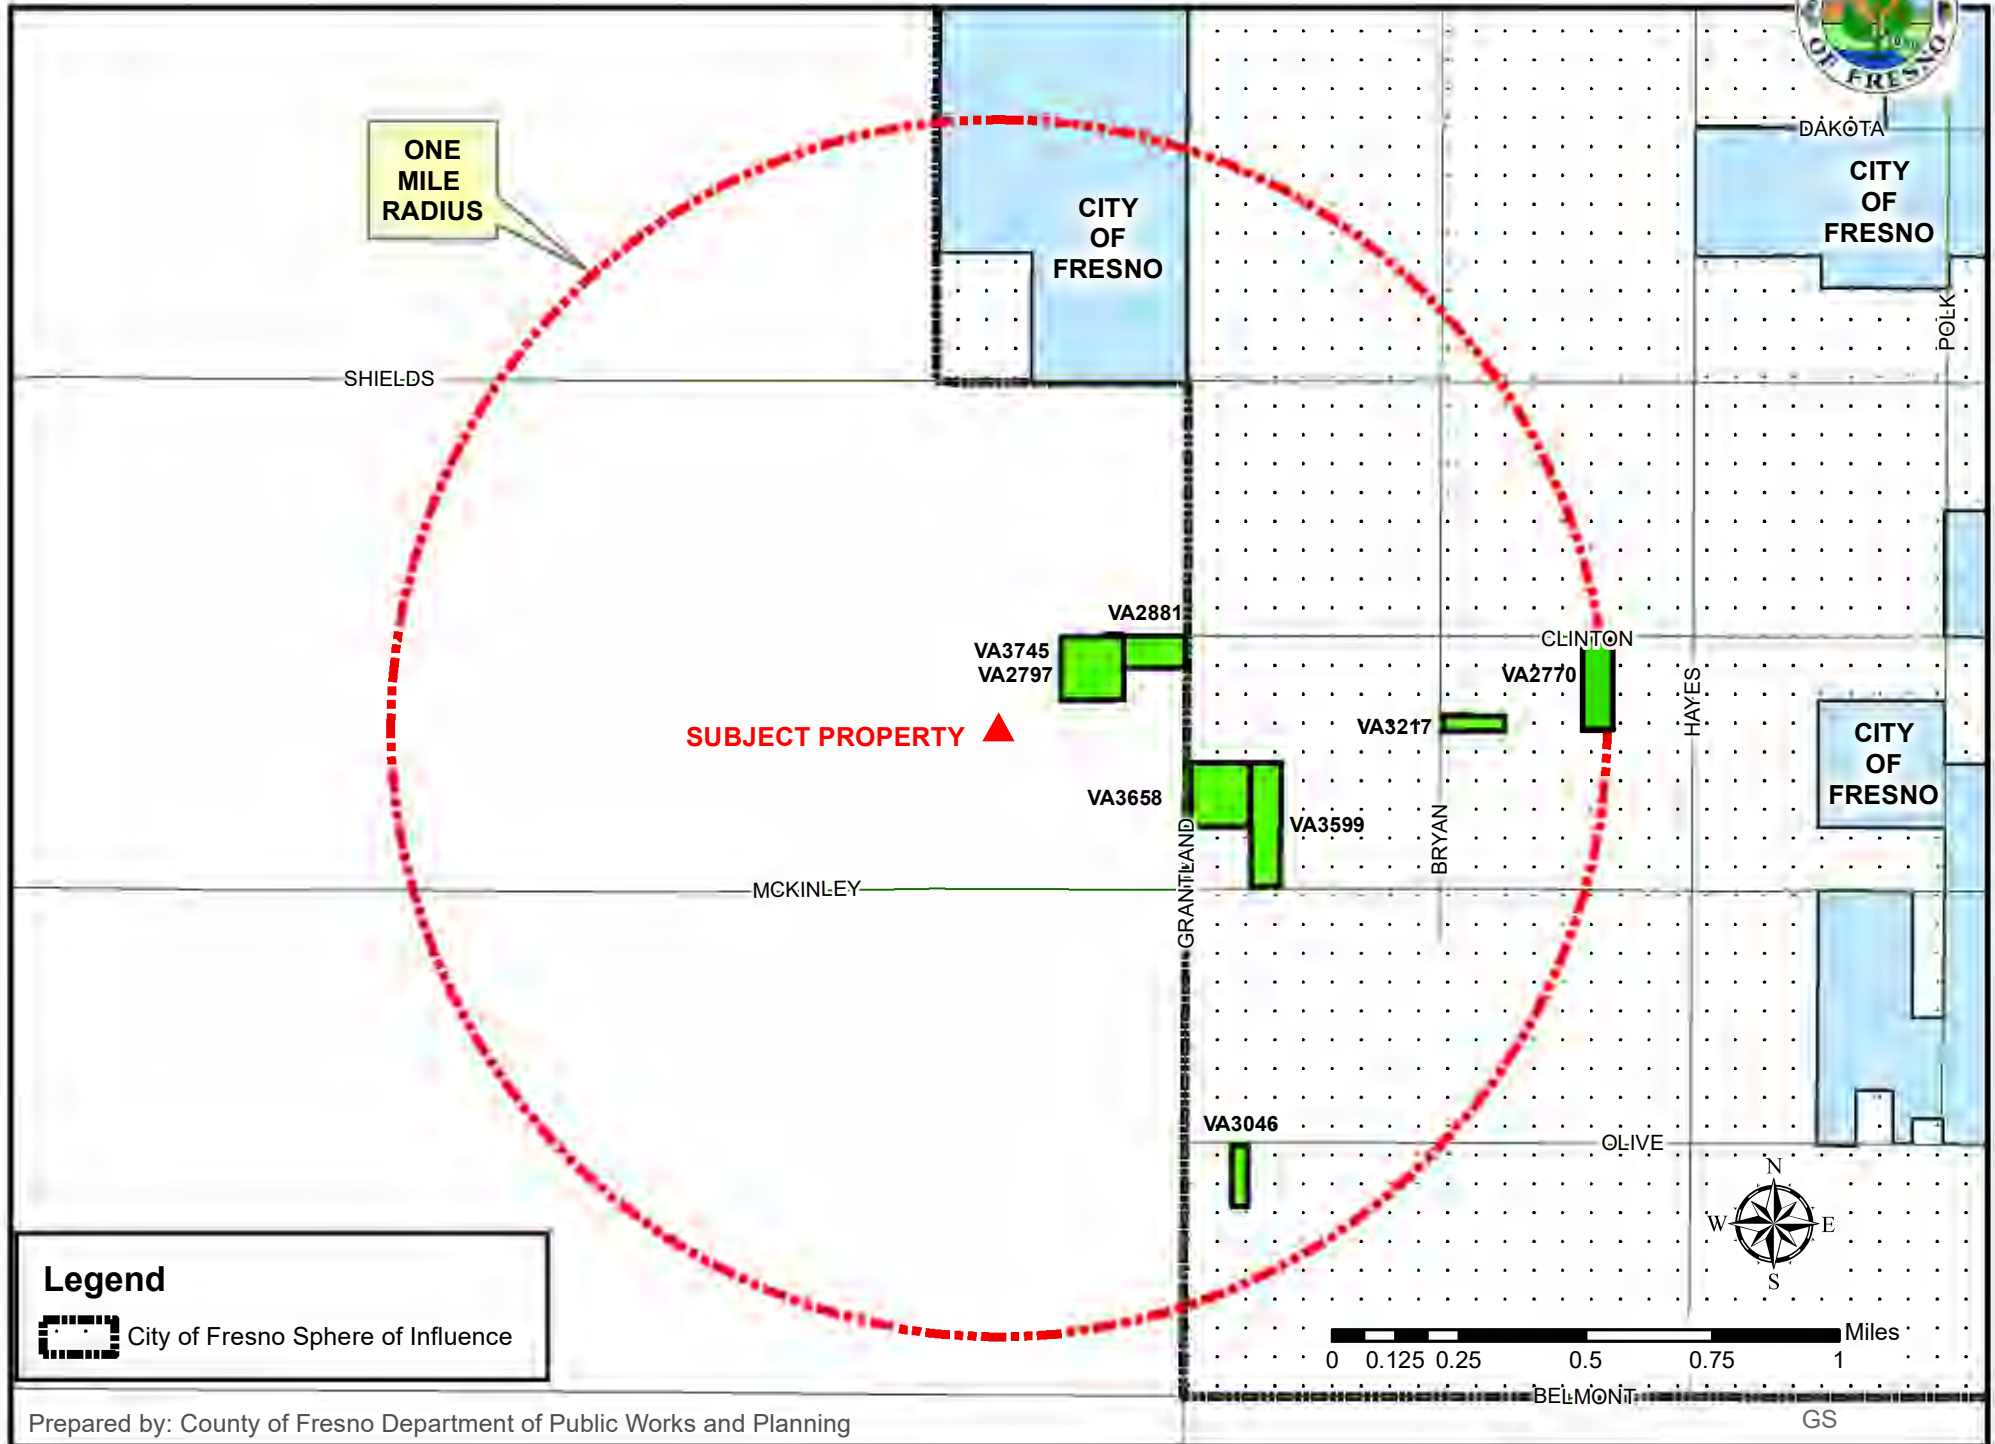 OF FRESNO
DAKOTA
ONE
MILE
RADIUS
CITY
OF
FRESNO
CITY
OF
FRESNO
POLK
SHIELDS
VA2881
CLINTON
VA3745
VA2797
VA2770
HAYES
SUBJECT PROPERTY
VA3217
CITY
OF
FRESNO
VA3658
VA3599
BRYAN
GRANTLAND
MCKINLEY
VA3046
OLIVE
N
W E
S
Legend
City of Fresno Sphere of Influence
Miles
0 0.125 0.25 0.5 0.75 1
BELMONT
Prepared by: County of Fresno Department of Public Works and Planning
GS